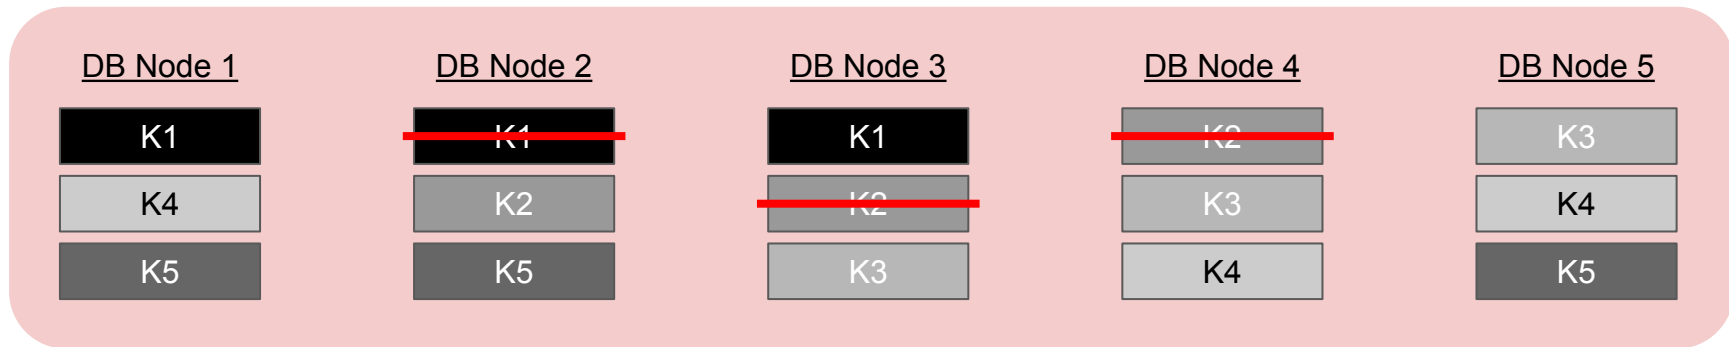 DB Node 1
K1
K4
K5
DB Node 2
K1
K2
K5
DB Node 3
K1
K2
K3
DB Node 4
K2
K3
K4
DB Node 5
K3
K4
K5